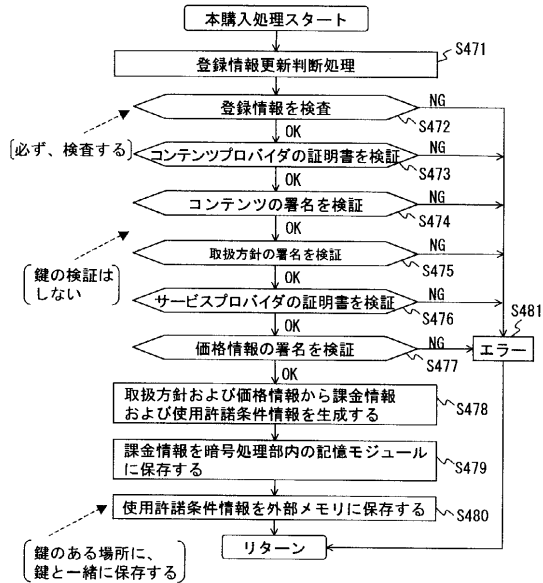 本購入処理スタート
登録情報更新判断処理
S471
登録情報を検査
NG
S472
OK
〔必ず、検査する〕
コンテンツプロバイダの証明書を検証
NG
S473
OK
コンテンツの署名を検証
NG
S474
OK
鍵の検証は
しない
取扱方針の署名を検証
NG
S475
OK
サービスプロバイダの証明書を検証
NG
S476
OK
価格情報の署名を検証
NG
S477
S481
エラー
OK
取扱方針および価格情報から課金情報
および使用許諾条件情報を生成する
S478
課金情報を暗号処理部内の記憶モジュール
に保存する
S479
使用許諾条件情報を外部メモリに保存する
S480
鍵のある場所に、
鍵と一緒に保存する
リターン